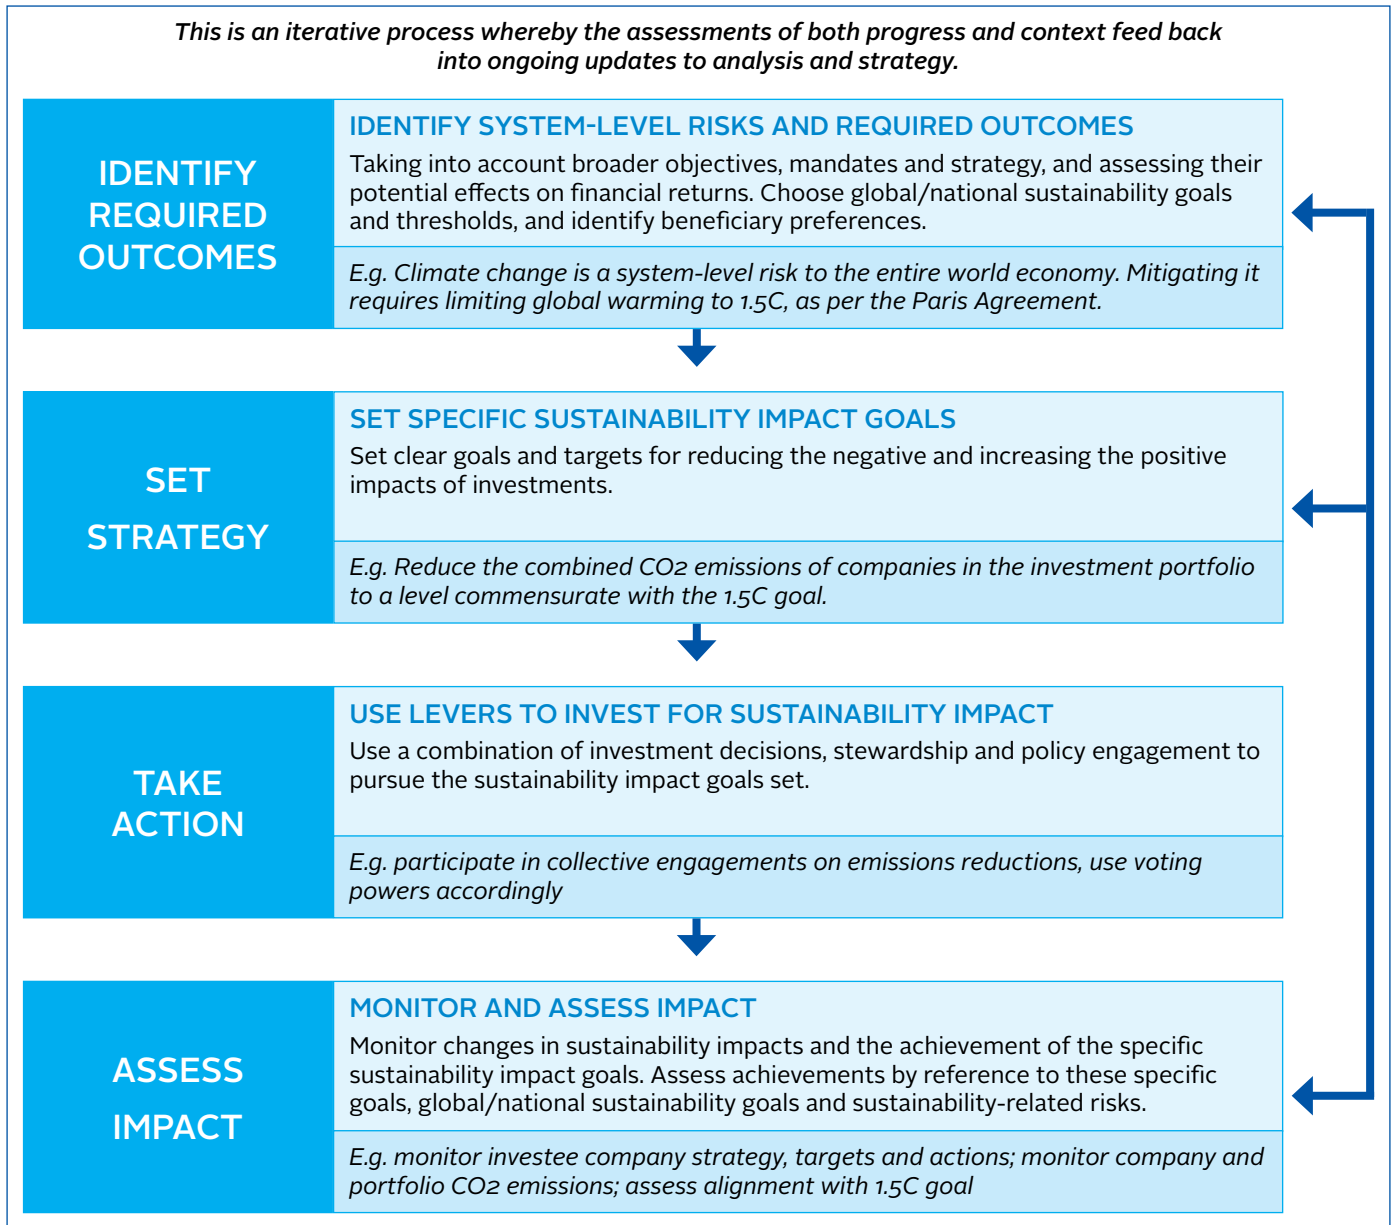 This is an iterative process whereby the assessments of both progress and context feed back
into ongoing updates to analysis and strategy.
IDENTIFY
REQUIRED
OUTCOMES
IDENTIFY SYSTEM-LEVEL RISKS AND REQUIRED OUTCOMES
Taking into account broader objectives, mandates and strategy, and assessing their
potential effects on financial returns. Choose global/national sustainability goals
and thresholds, and identify beneficiary preferences.
E.g. Climate change is a system-level risk to the entire world economy. Mitigating it
requires limiting global warming to 1.5C, as per the Paris Agreement.
SET
STRATEGY
SET SPECIFIC SUSTAINABILITY IMPACT GOALS
Set clear goals and targets for reducing the negative and increasing the positive
impacts of investments.
E.g. Reduce the combined CO2 emissions of companies in the investment portfolio
to a level commensurate with the 1.5C goal.
TAKE
ACTION
USE LEVERS TO INVEST FOR SUSTAINABILITY IMPACT
Use a combination of investment decisions, stewardship and policy engagement to
pursue the sustainability impact goals set.
E.g. participate in collective engagements on emissions reductions, use voting
powers accordingly
ASSESS
IMPACT
MONITOR AND ASSESS IMPACT
Monitor changes in sustainability impacts and the achievement of the specific
sustainability impact goals. Assess achievements by reference to these specific
goals, global/national sustainability goals and sustainability-related risks.
E.g. monitor investee company strategy, targets and actions; monitor company and
portfolio CO2 emissions; assess alignment with 1.5C goal